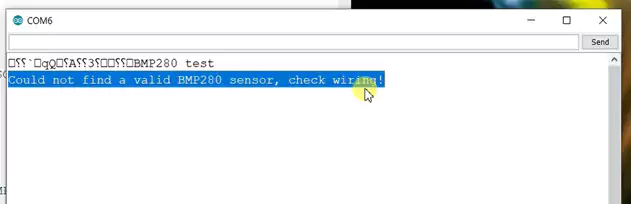 COM6
Send
BMP280 test
Could not find a valid BMP280 sensor, check wiring!